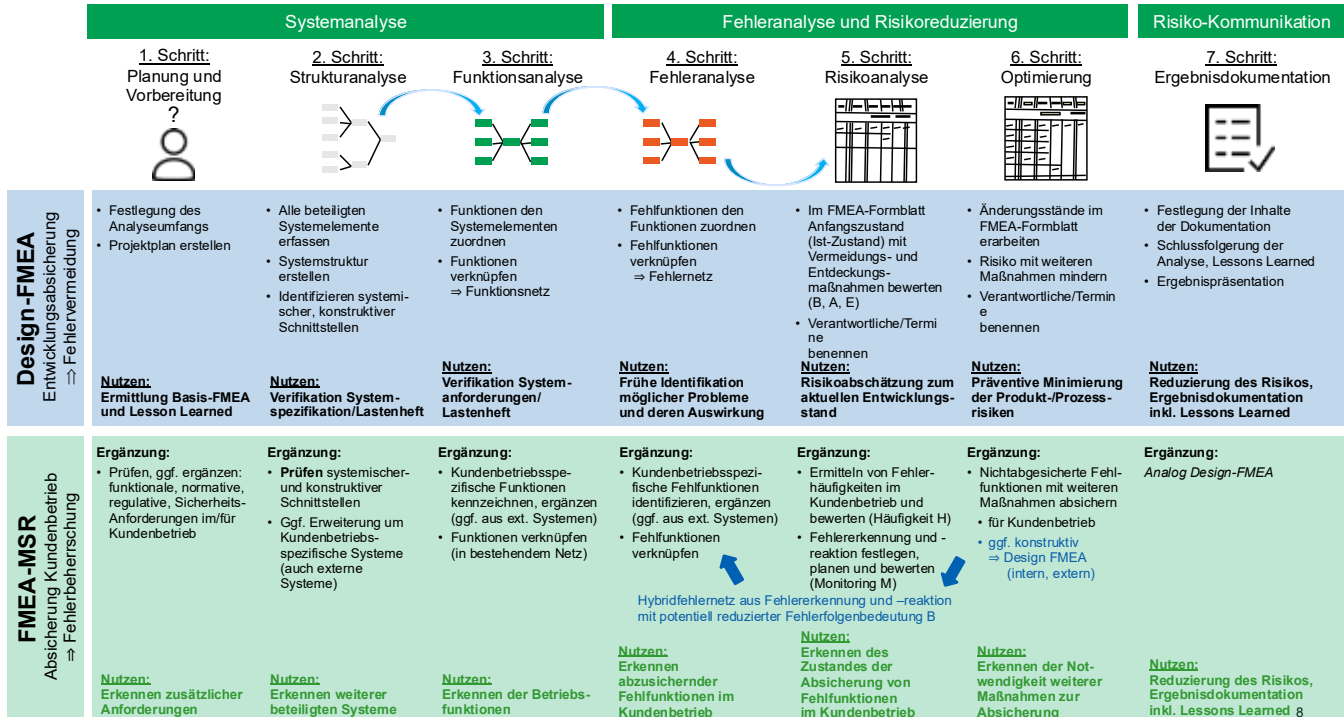 Systemanalyse
Fehleranalyse und Risikoreduzierung
Risiko-Kommunikation
1. Schritt:
Planung und
Vorbereitung
?
2. Schritt:
Strukturanalyse
3. Schritt:
Funktionsanalyse
4. Schritt:
Fehleranalyse
5. Schritt:
Risikoanalyse
6. Schritt:
Optimierung
7. Schritt:
Ergebnisdokumentation
Design-FMEA
Entwicklungsabsicherung
⇒ Fehlervermeidung
• Festlegung des
Analyseumfangs
• Projektplan erstellen
Nutzen:
Ermittlung Basis-FMEA
und Lesson Learned
• Alle beteiligten
Systemelemente
erfassen
• Systemstruktur
erstellen
• Identifizieren systemi-
scher, konstruktiver
Schnittstellen
Nutzen:
Verifikation System-
spezifikation/Lastenheft
• Funktionen den
Systemelementen
zuordnen
• Funktionen
verknüpfen
⇒ Funktionsnetz
Nutzen:
Verifikation System-
anforderungen/
Lastenheft
• Fehlfunktionen den
Funktionen zuordnen
• Fehlfunktionen
verknüpfen
⇒ Fehlernetz
Nutzen:
Frühe Identifikation
möglicher Probleme
und deren Auswirkung
• Im FMEA-Formblatt
Anfangszustand
(Ist-Zustand) mit
Vermeidungs- und
Entdeckungs-
maßnahmen bewerten
(B, A, E)
• Verantwortliche/Termi
ne
benennen
Nutzen:
Risikoabschätzung zum
aktuellen Entwicklungs-
stand
• Änderungsstände im
FMEA-Formblatt
erarbeiten
• Risiko mit weiteren
Maßnahmen mindern
• Verantwortliche/Termin
e
benennen
Nutzen:
Präventive Minimierung
der Produkt-/Prozess-
risiken
• Festlegung der Inhalte
der Dokumentation
• Schlussfolgerung der
Analyse, Lessons Learned
• Ergebnispräsentation
Nutzen:
Reduzierung des Risikos,
Ergebnisdokumentation
inkl. Lessons Learned
FMEA-MSR
Absicherung Kundenbetrieb
⇒ Fehlerbeherrschung
Ergänzung:
• Prüfen, ggf. ergänzen:
funktionale, normative,
regulative, Sicherheits-
Anforderungen im/für
Kundenbetrieb
Nutzen:
Erkennen zusätzlicher
Anforderungen
Ergänzung:
• Prüfen systemischer-
und konstruktiver
Schnittstellen
• Ggf. Erweiterung um
Kundenbetriebs-
spezifische Systeme
(auch externe
Systeme)
Nutzen:
Erkennen weiterer
beteiligten Systeme
Ergänzung:
• Kundenbetriebsspe-
zifische Funktionen
kennzeichnen, ergänzen
(ggf. aus ext. Systemen)
• Funktionen verknüpfen
(in bestehendem Netz)
Nutzen:
Erkennen der Betriebs-
funktionen
Ergänzung:
• Kundenbetriebsspezi-
fische Fehlfunktionen
identifizieren, ergänzen
(ggf. aus ext. Systemen)
• Fehlfunktionen
verknüpfen
Ergänzung:
• Ermitteln von Fehler-
häufigkeiten im
Kundenbetrieb und
bewerten (Häufigkeit H)
• Fehlererkennung und -
reaktion festlegen,
planen und bewerten
(Monitoring M)
Hybridfehlernetz aus Fehlererkennung und –reaktion
mit potentiell reduzierter Fehlerfolgenbedeutung B
Nutzen:
Erkennen
abzusichernder
Fehlfunktionen im
Kundenbetrieb
Nutzen:
Erkennen des
Zustandes der
Absicherung von
Fehlfunktionen
im Kundenbetrieb
Ergänzung:
• Nichtabgesicherte Fehl-
funktionen mit weiteren
Maßnahmen absichern
• für Kundenbetrieb
• ggf. konstruktiv
⇒ Design FMEA
(intern, extern)
Nutzen:
Erkennen der Not-
wendigkeit weiterer
Maßnahmen zur
Absicherung
Ergänzung:
Analog Design-FMEA
Nutzen:
Reduzierung des Risikos,
Ergebnisdokumentation
inkl. Lessons Learned
8